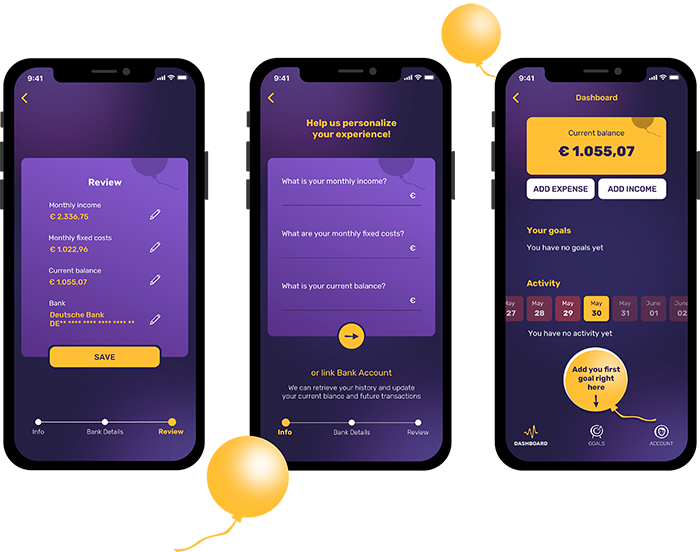 9:41
Review
Monthly income
€ 2.336,75
Monthly fixed costs
€ 1.022,96
Current balance
€ 1.055,07
Bank
Deutsche Bank
DE** **** **** **** **** **
SAVE
Info
Bank Details
Review
9:41
Help us personalize
your experience!
What is your monthly income?
€
What are your monthly fixed costs?
€
What is your current balance?
€
or link Bank Account
We can retrieve your history and update
your current blance and future transactions
Info
Bank Details
Review
9:41
Dashboard
Current balance
€ 1.055,07
ADD EXPENSE
ADD INCOME
Your goals
You have no goals yet
Activity
May May May May May June June
27 28 29 30 31 01 02
You have no activity yet
Add you first
goal right
here
DASHBOARD
GOALS
ACCOUNT